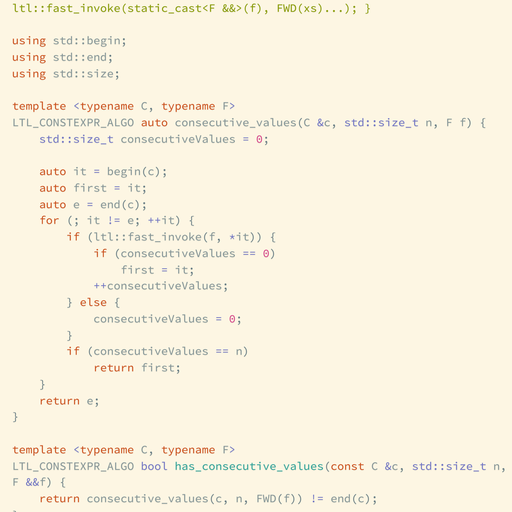 ltl::fast_invoke(static_cast<F &&>(f), FWD(xs)...); }

using std::begin;
using std::end;
using std::size;

template <typename C, typename F>
LTL_CONSTEXPR_ALGO auto consecutive_values(C &c, std::size_t n, F f) {
    std::size_t consecutiveValues = 0;

    auto it = begin(c);
    auto first = it;
    auto e = end(c);
    for (; it != e; ++it) {
        if (ltl::fast_invoke(f, *it)) {
            if (consecutiveValues == 0)
                first = it;
            ++consecutiveValues;
        } else {
            consecutiveValues = 0;
        }
        if (consecutiveValues == n)
            return first;
    }
    return e;
}

template <typename C, typename F>
LTL_CONSTEXPR_ALGO bool has_consecutive_values(const C &c, std::size_t n,
F &&f) {
    return consecutive_values(c, n, FWD(f)) != end(c);